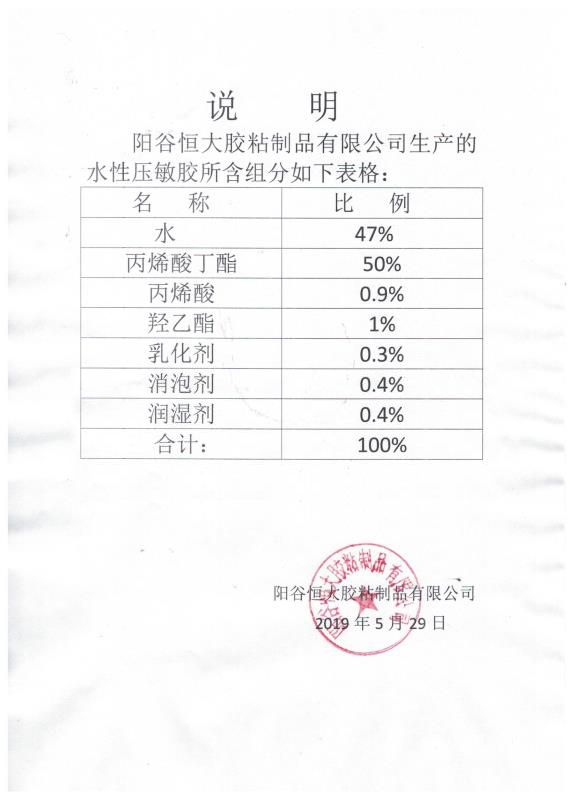 说 明
阳谷恒大胶粘制品有限公司生产的
水性压敏胶所含组分如下表格：
名 称 比 例
水 47%
丙烯酸丁酯 50%
丙烯酸 0.9%
羟乙酯 1%
乳化剂 0.3%
消泡剂 0.4%
润湿剂 0.4%
合计： 100%
阳谷恒大胶粘制品有限公司
阳谷恒大胶粘制品有限公司
2019 年 5 月 29 日